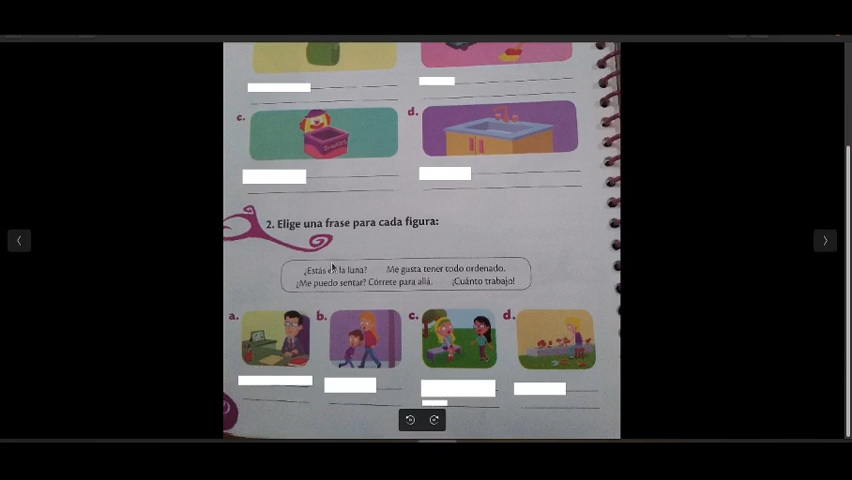 c.
d.
2. Elige una frase para cada figura:
¿Estás en la luna? Me gusta tener todo ordenado.
¿Me puedo sentar? Córrete para allá. ¡Cuánto trabajo!
a.
b.
c.
d.